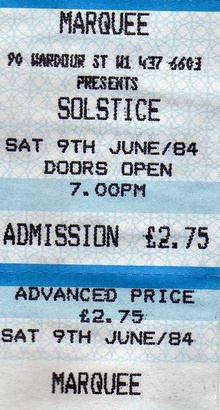 MARQUEE
90 WARDOUR ST W1 437 6603
PRESENTS
SOLSTICE
SAT 9TH JUNE/84
DOORS OPEN
7.00PM
ADMISSION £2.75
ADVANCED PRICE
£2.75
SAT 9TH JUNE/84
MARQUEE